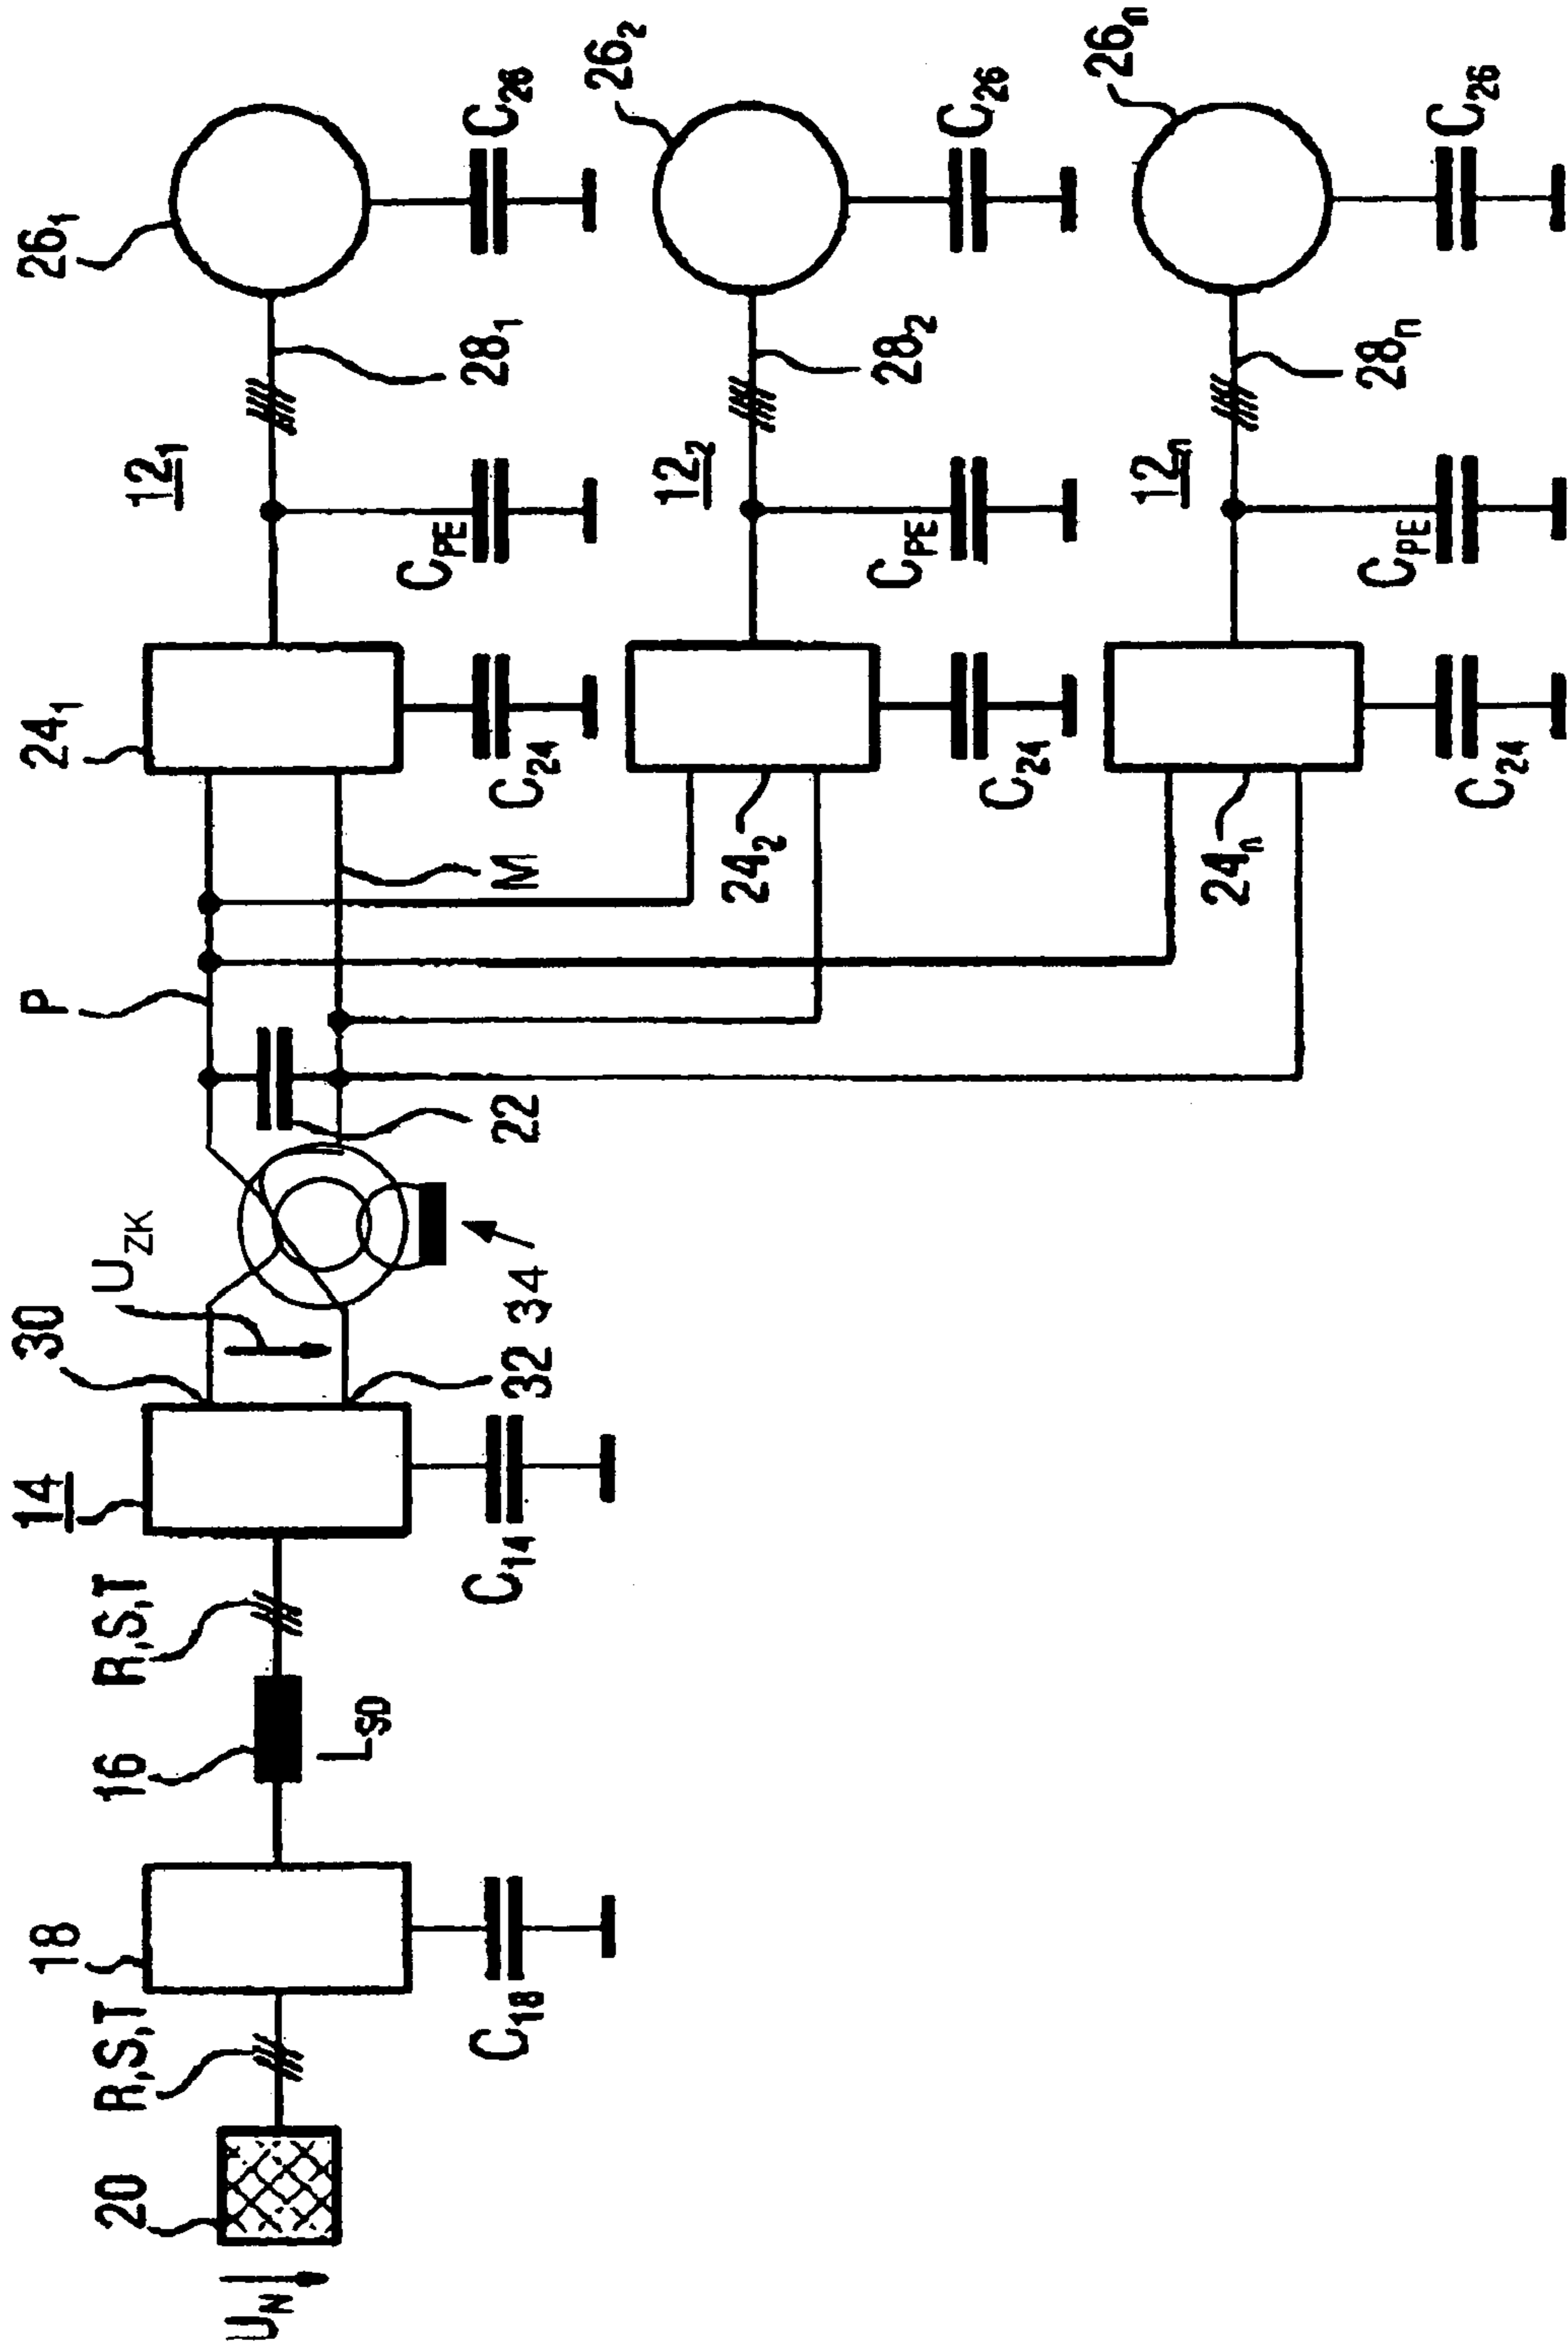 U_N
20
R,S,T
18
C_18
16
L_SD
R,S,T
14
C_14
30
32
U_ZK
34
22
P
M
24_1
C_24
12_1
C_PE
28_1
26_1
C_26
24_2
C_24
12_2
C_PE
28_2
26_2
C_26
24_n
C_24
12_n
C_PE
28_n
26_n
C_26